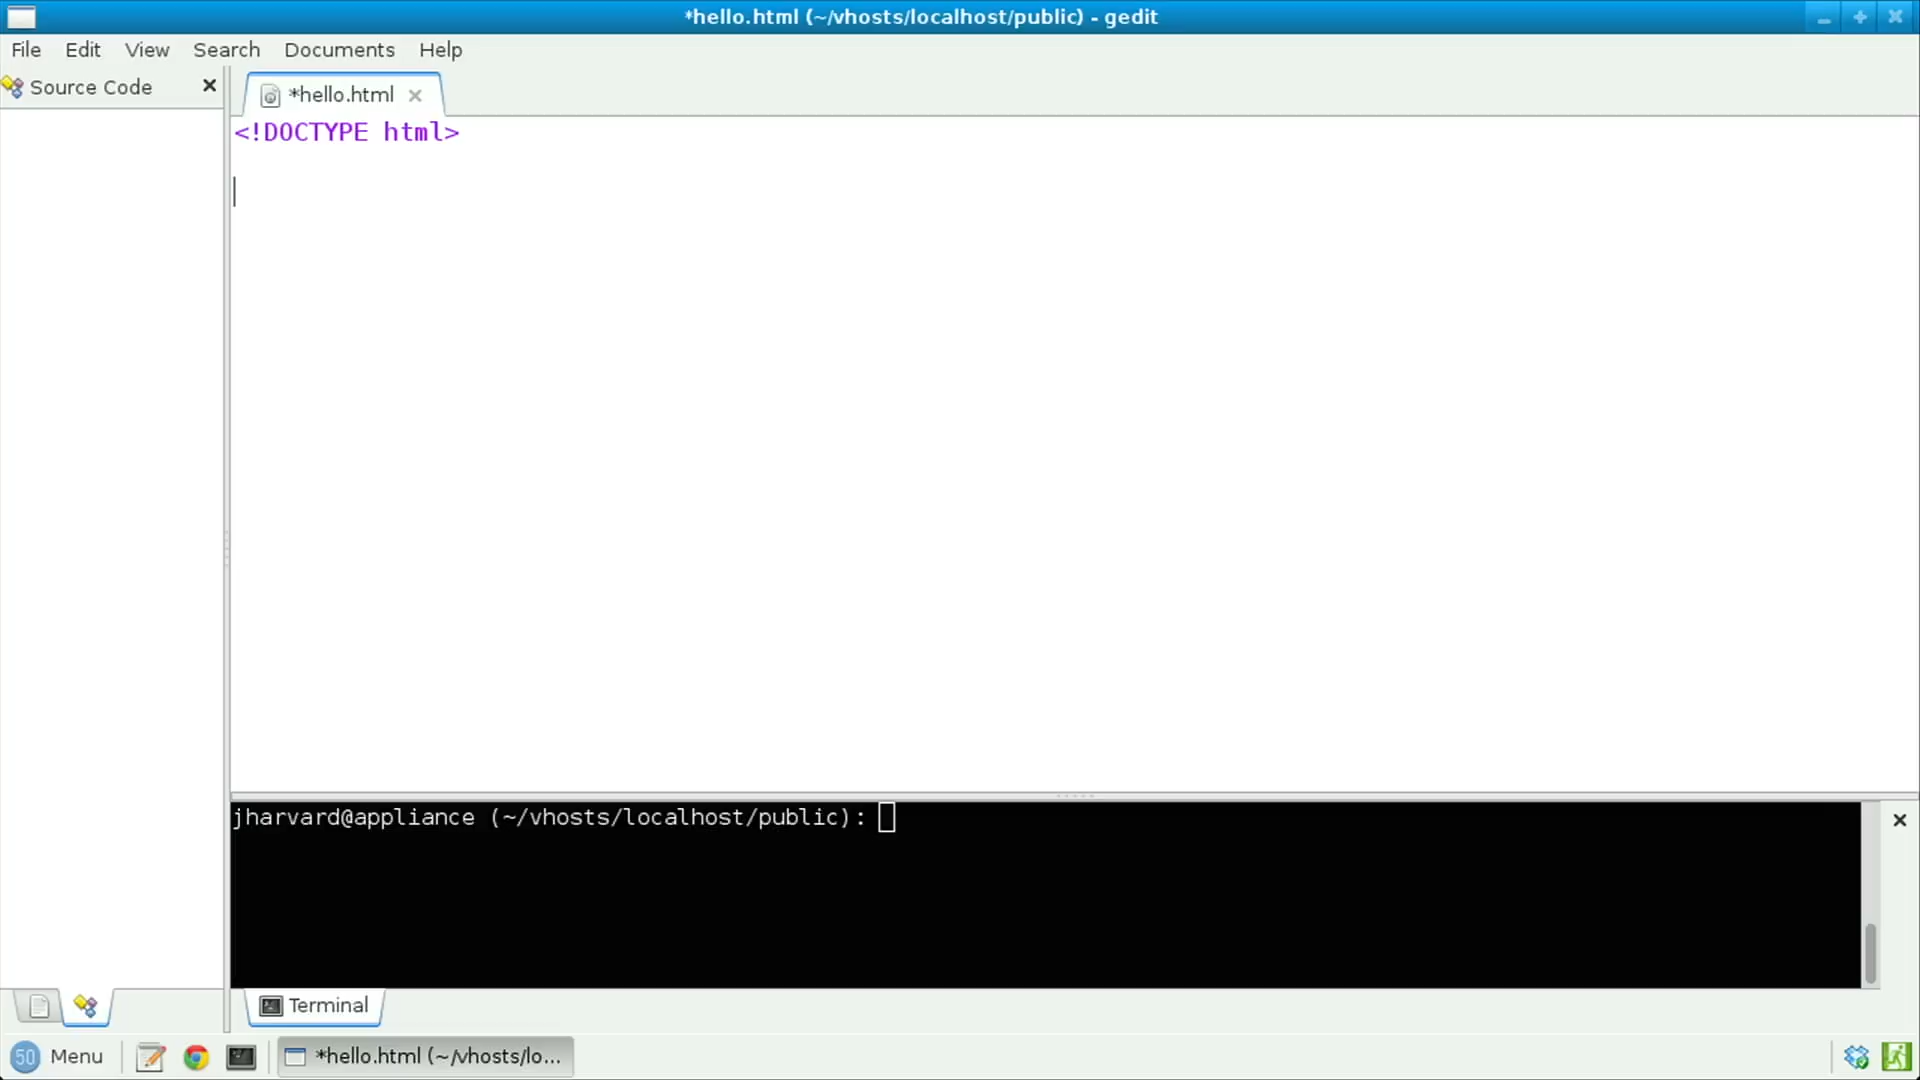 *hello.html (~/vhosts/localhost/public) - gedit
File Edit View Search Documents Help
Source Code
*hello.html
<!DOCTYPE html>
jharvard@appliance (~/vhosts/localhost/public):
Terminal
50 Menu
*hello.html (~/vhosts/lo...